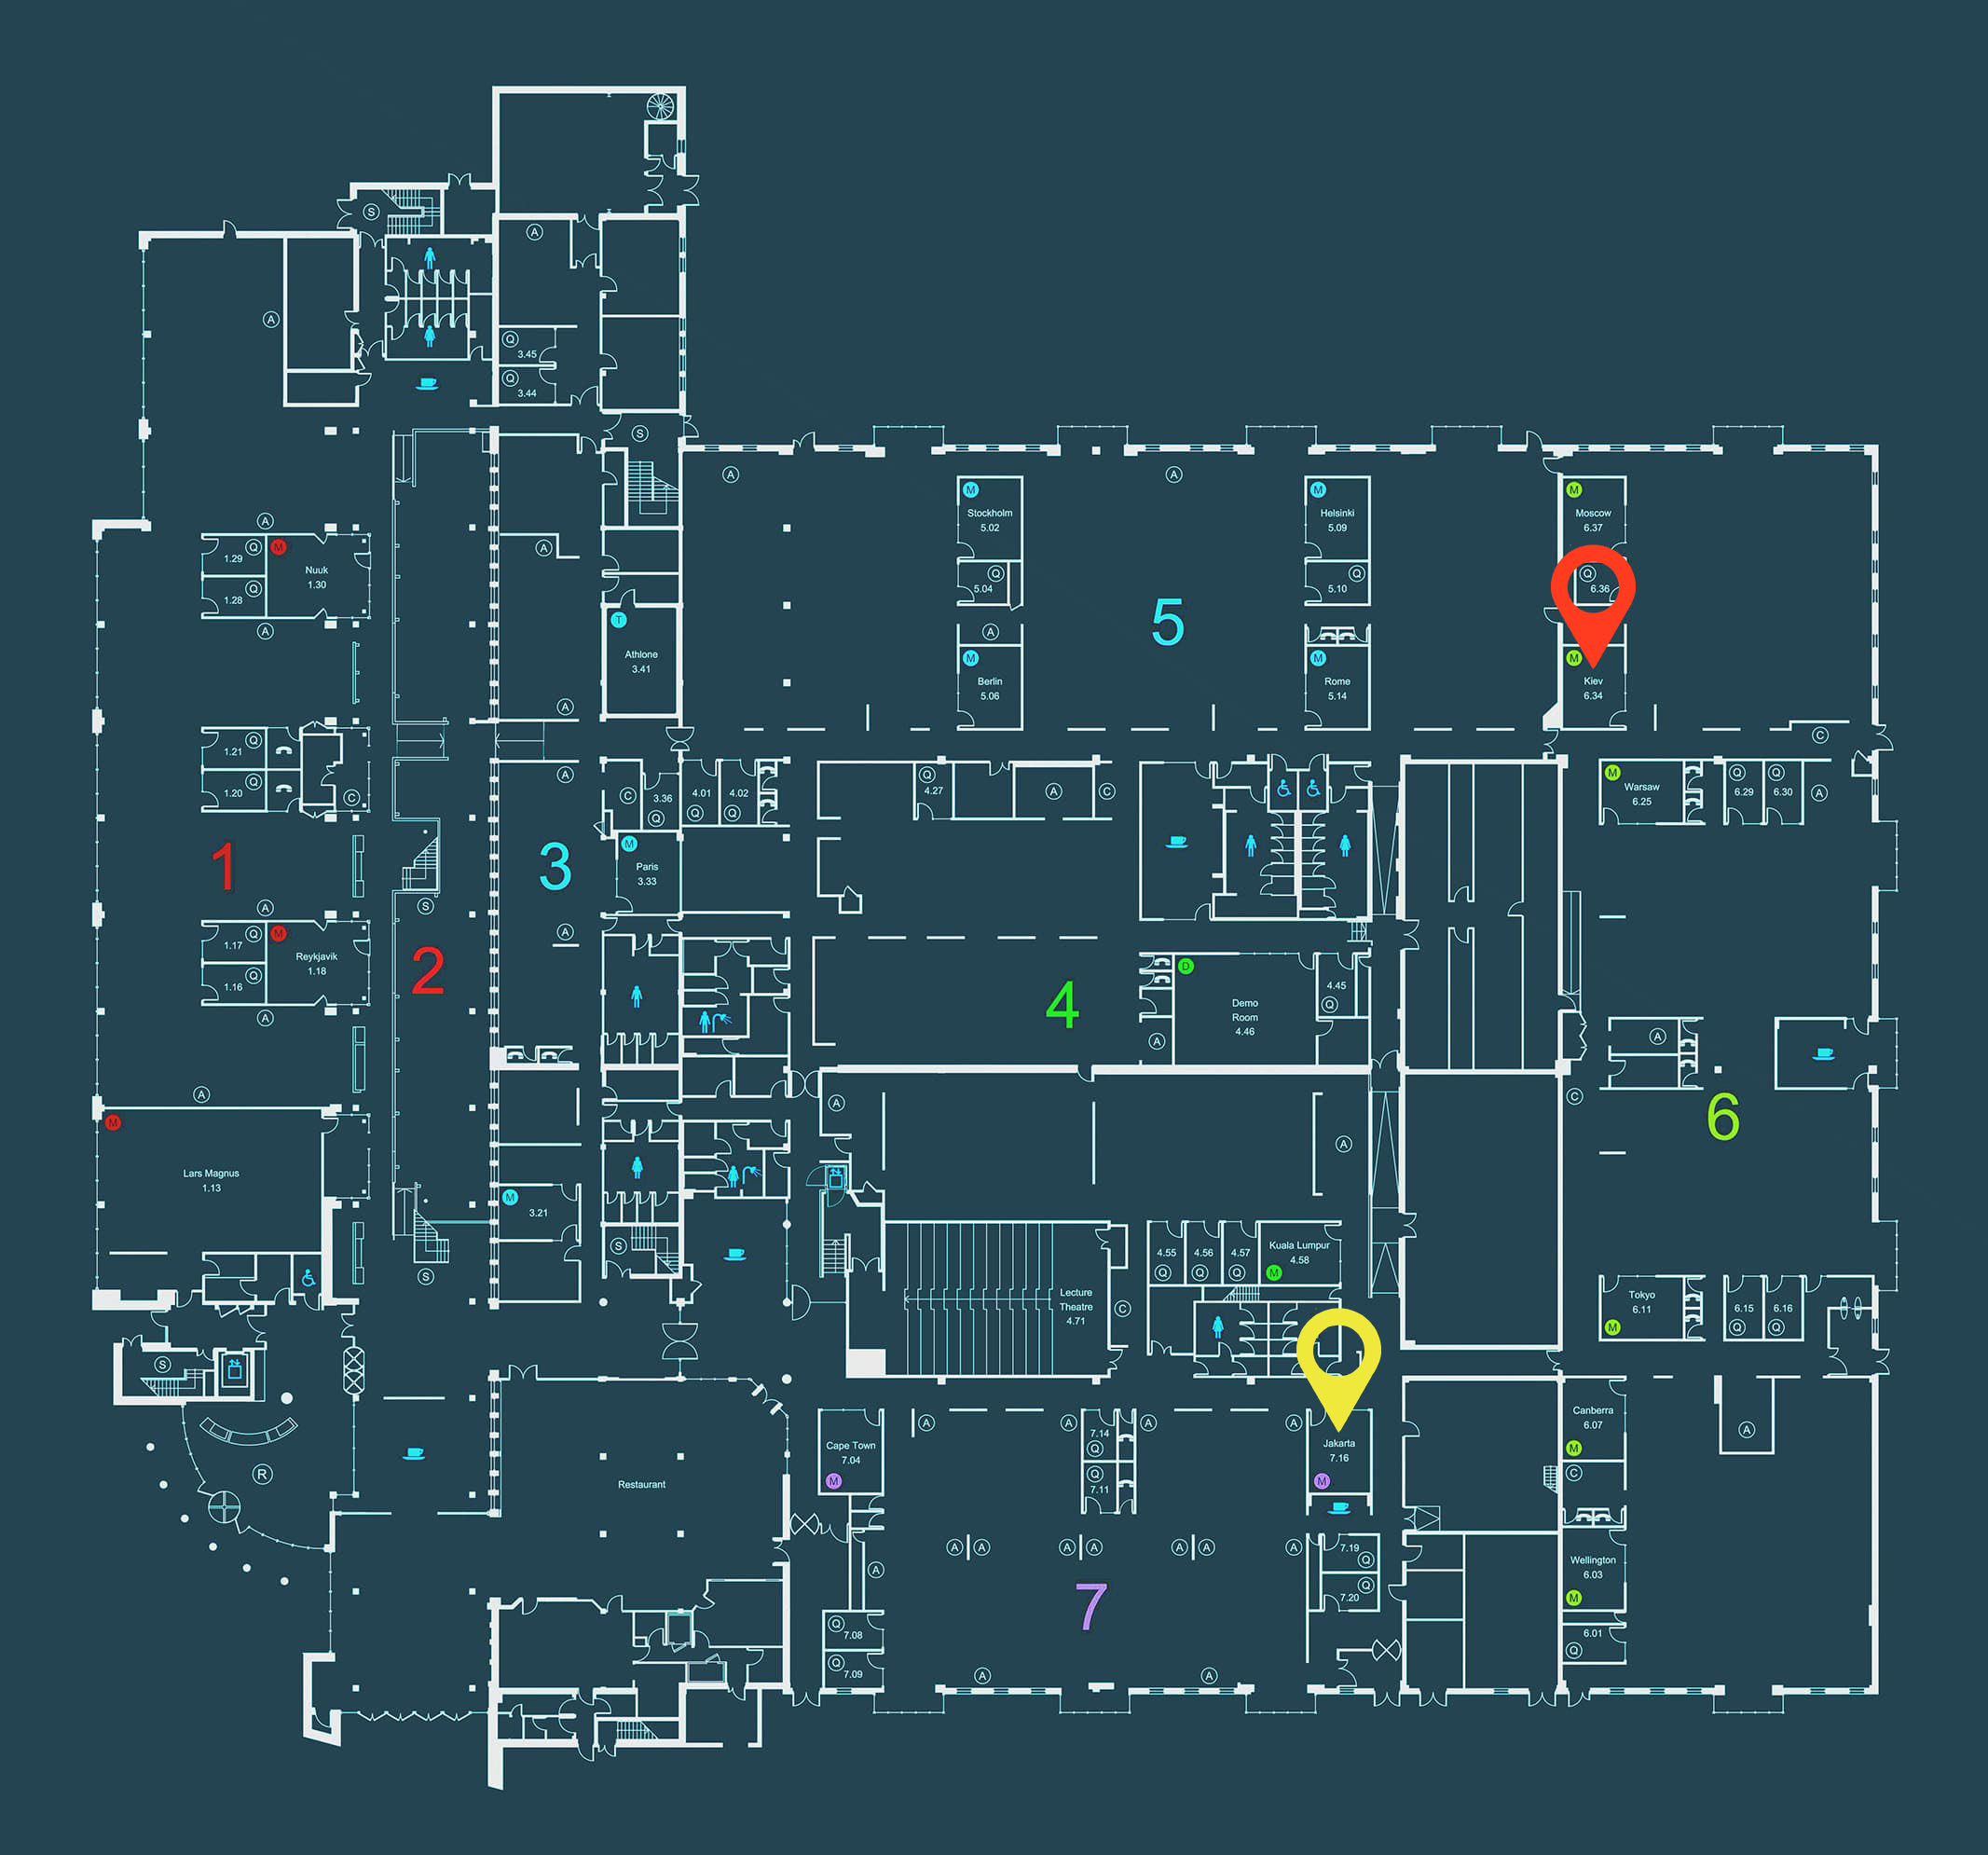 S
A
A
Q
3.45
Q
3.44
S
A
A
A
M
Stockholm
5.02
M
Helsinki
5.09
M
Moscow
6.37
A
1.29
Q
M
Nuuk
1.30
1.28
Q
A
Q
5.04
Q
5.10
Q
6.36
T
Athlone
3.41
5
A
M
Berlin
5.06
M
Rome
5.14
M
Kiev
6.34
A
C
1.21
Q
1.20
Q
C
A
C
3.36
Q
4.01
Q
4.02
Q
Q
4.27
A
C
M
Warsaw
6.25
Q
6.29
Q
6.30
A
1
3
M
Paris
3.33
A
S
A
1.17
Q
M
Reykjavik
1.18
1.16
Q
A
2
4
D
Demo
Room
4.46
4.45
Q
A
A
A
C
A
A
6
M
Lars Magnus
1.13
M
3.21
S
S
4.55
Q
4.56
Q
4.57
Q
Kuala Lumpur
4.58
M
Lecture
Theatre
4.71
C
Tokyo
6.11
M
6.15
Q
6.16
Q
S
R
Restaurant
Cape Town
7.04
M
A
A
7.14
Q
Q
7.11
A
A
Jakarta
7.16
M
Canberra
6.07
M
C
A
A
A
A
A
A
A
A
A
7.19
Q
Q
7.20
Wellington
6.03
M
7
Q
7.08
Q
7.09
A
A
6.01
Q